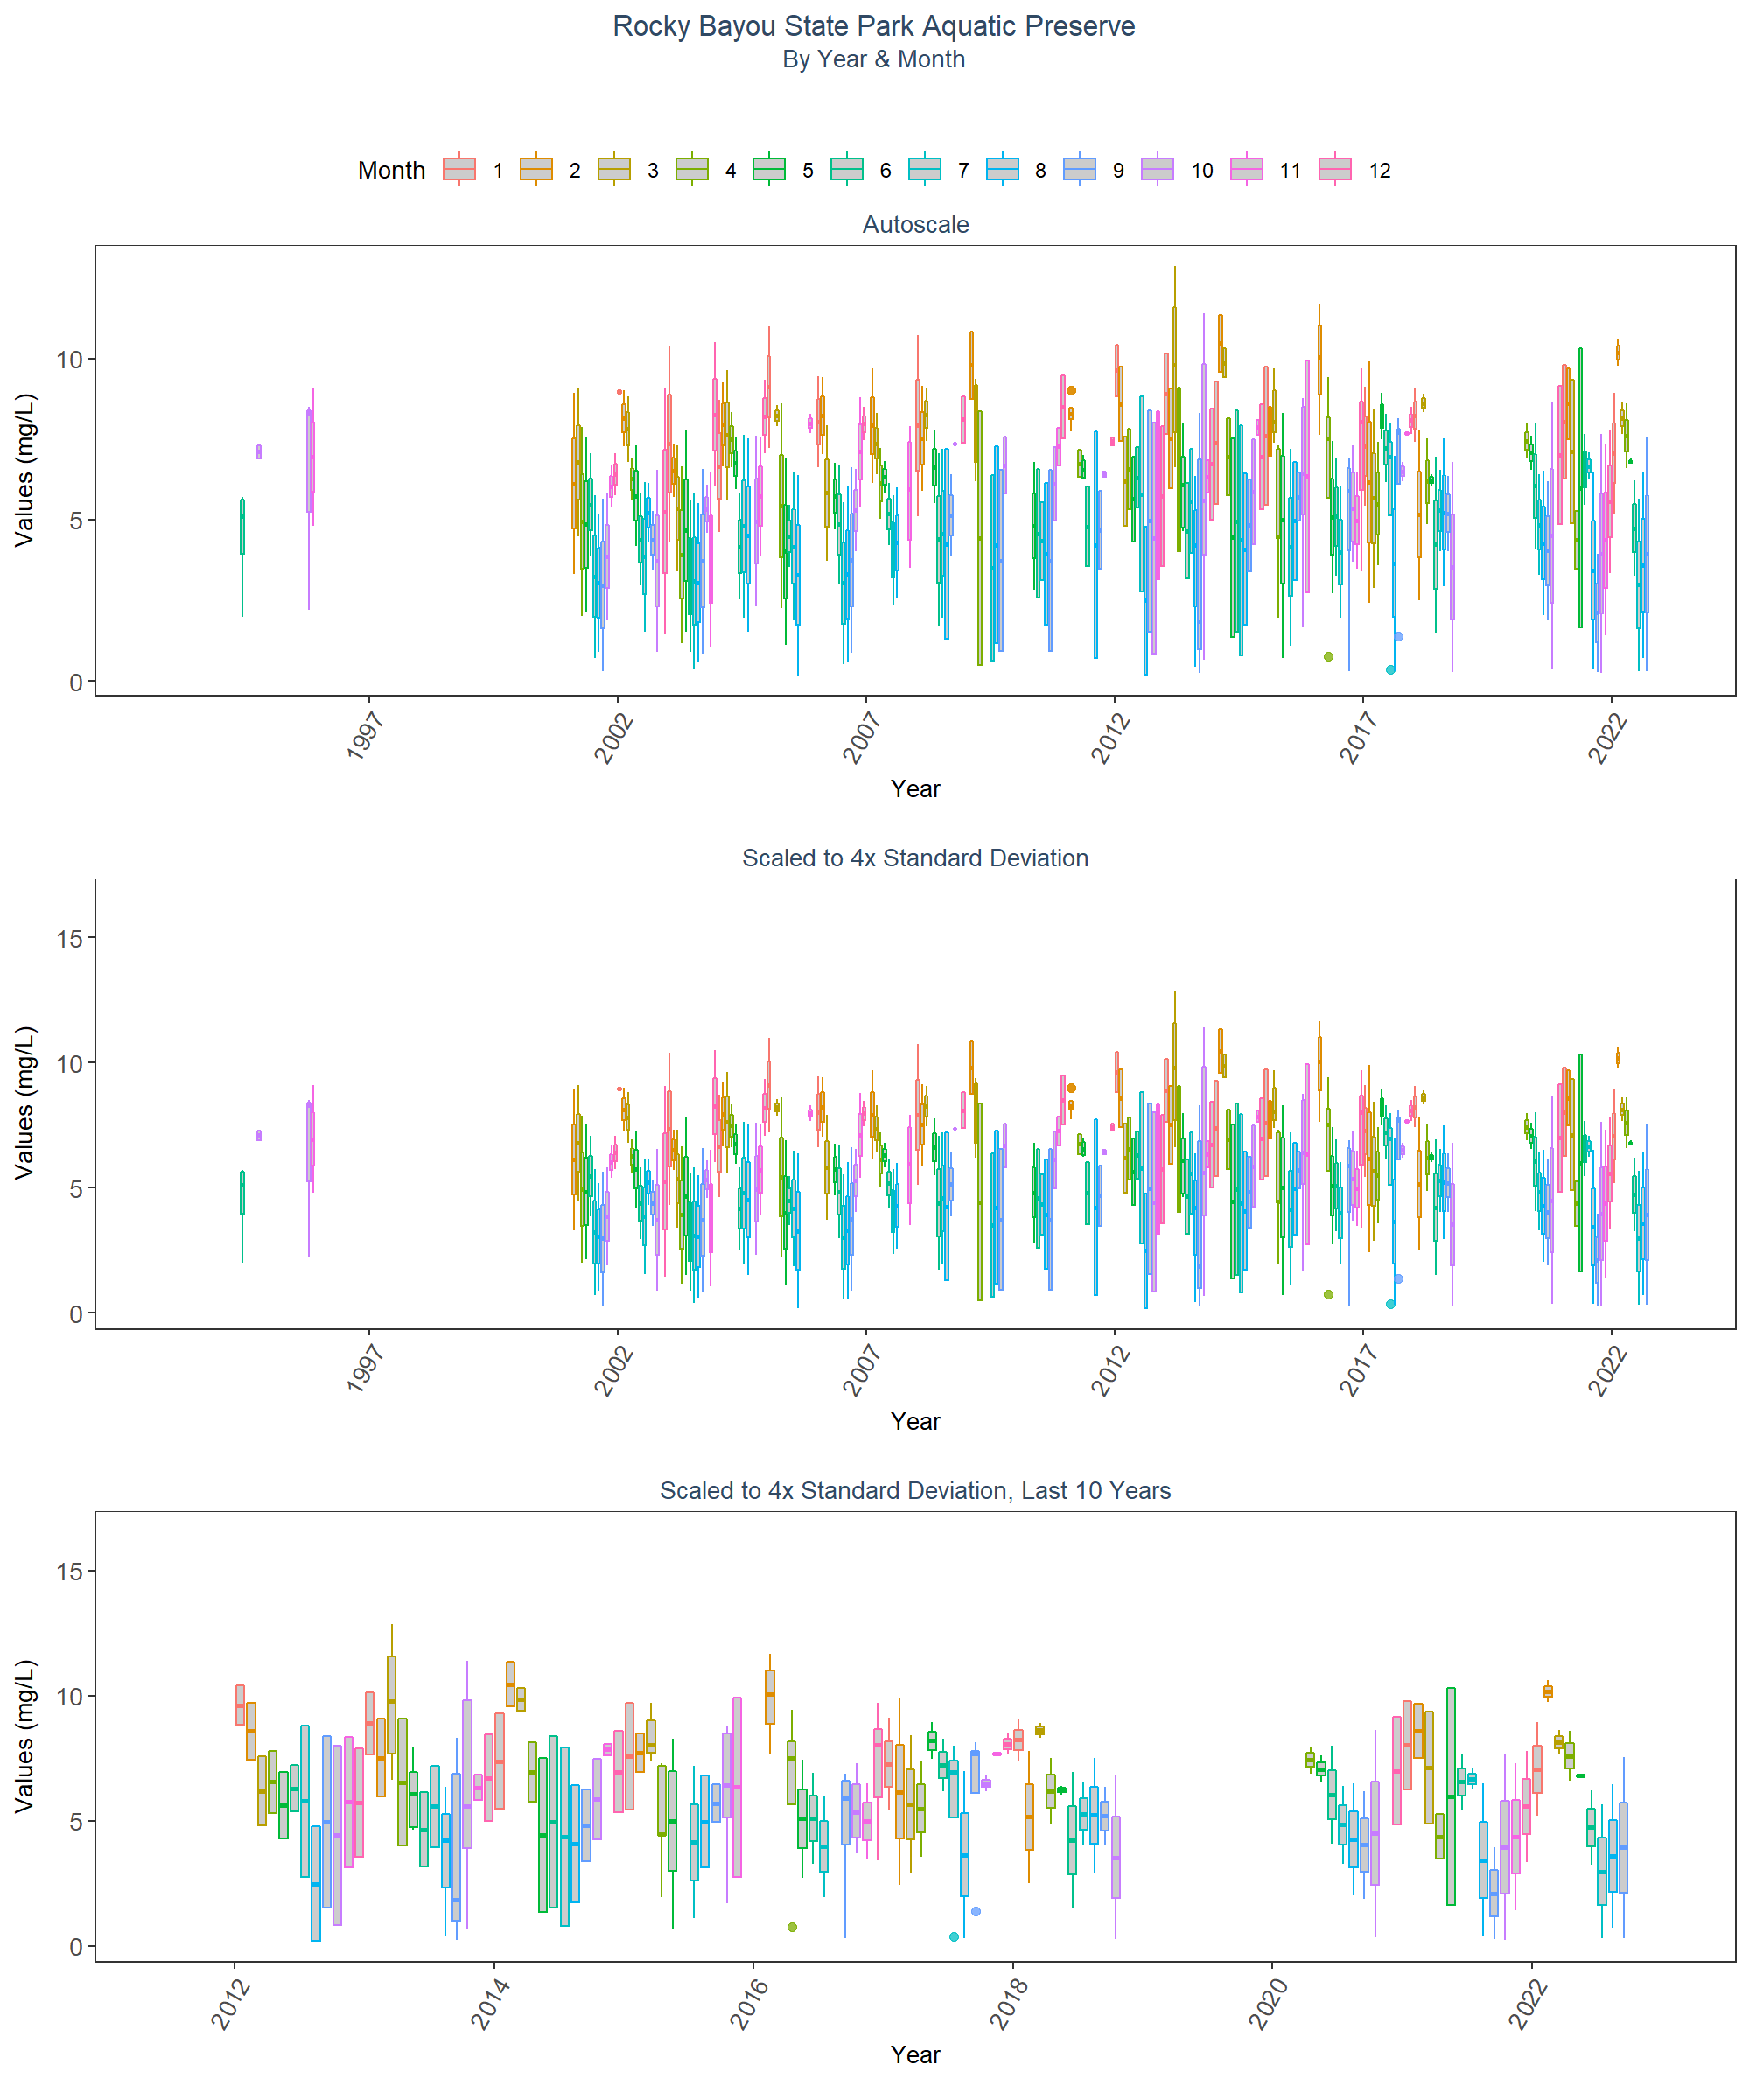 Rocky Bayou State Park Aquatic Preserve
By Year & Month
Month 1 2 3 4 5 6 7 8 9 10 11 12
Autoscale
Values (mg/L)
10
5
0
1997 2002 2007 2012 2017 2022
Year
Scaled to 4x Standard Deviation
Values (mg/L)
15
10
5
0
1997 2002 2007 2012 2017 2022
Year
Scaled to 4x Standard Deviation, Last 10 Years
Values (mg/L)
15
10
5
0
2012 2014 2016 2018 2020 2022
Year